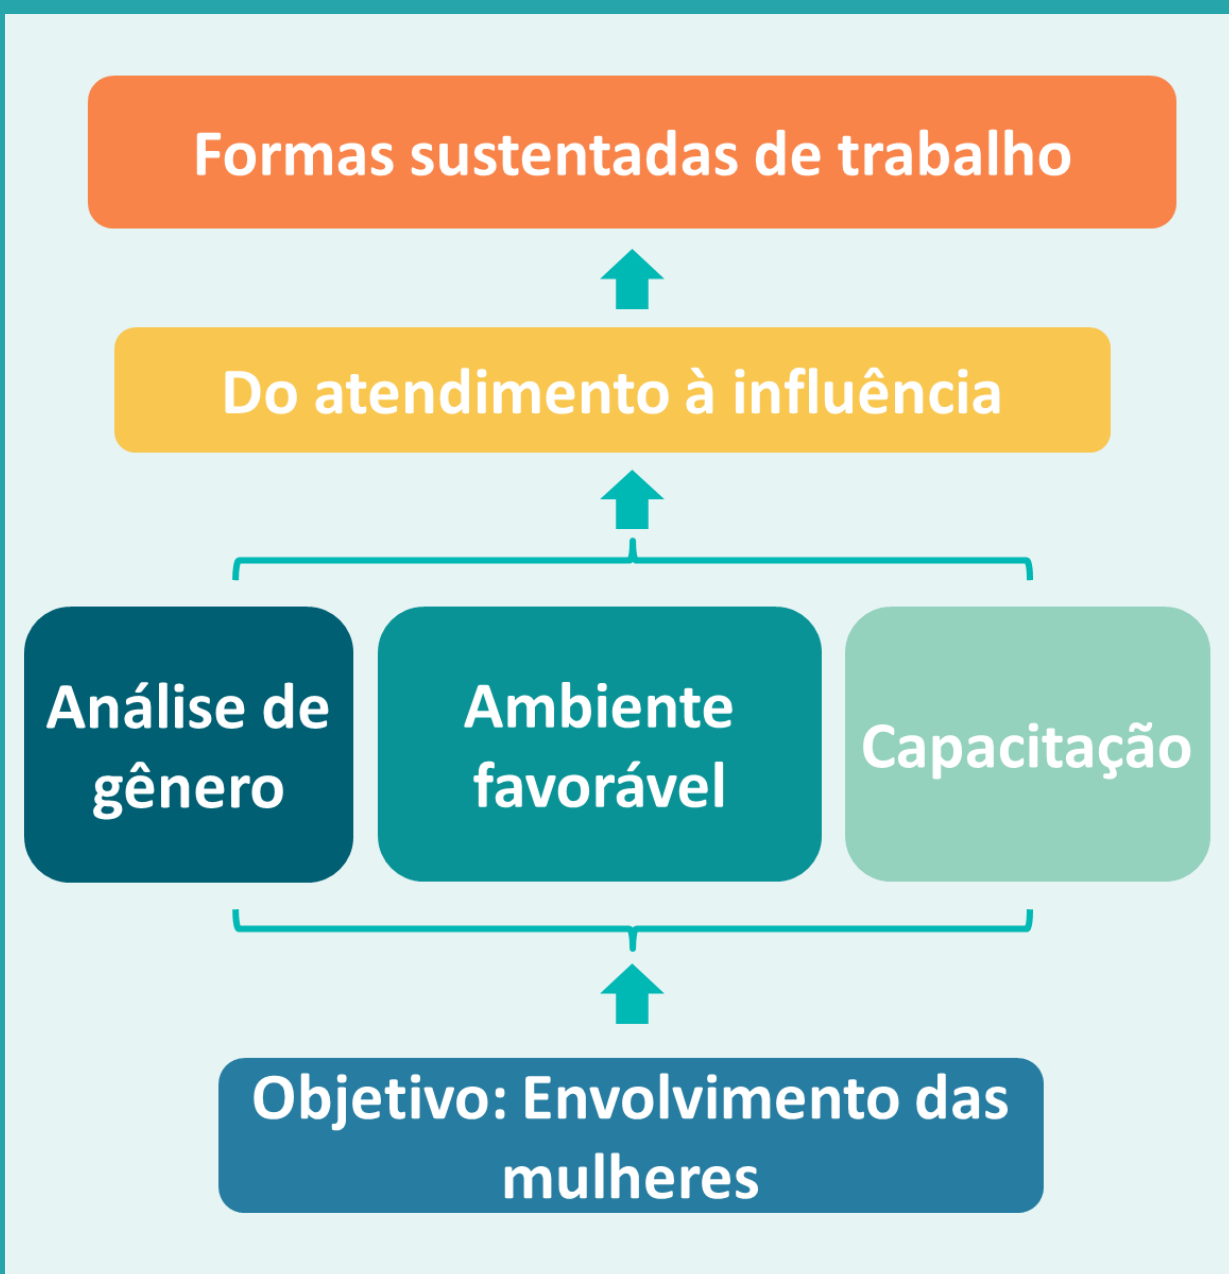 Formas sustentadas de trabalho
Do atendimento à influência
Análise de
gênero
Ambiente
favorável
Capacitação
Objetivo: Envolvimento das
mulheres